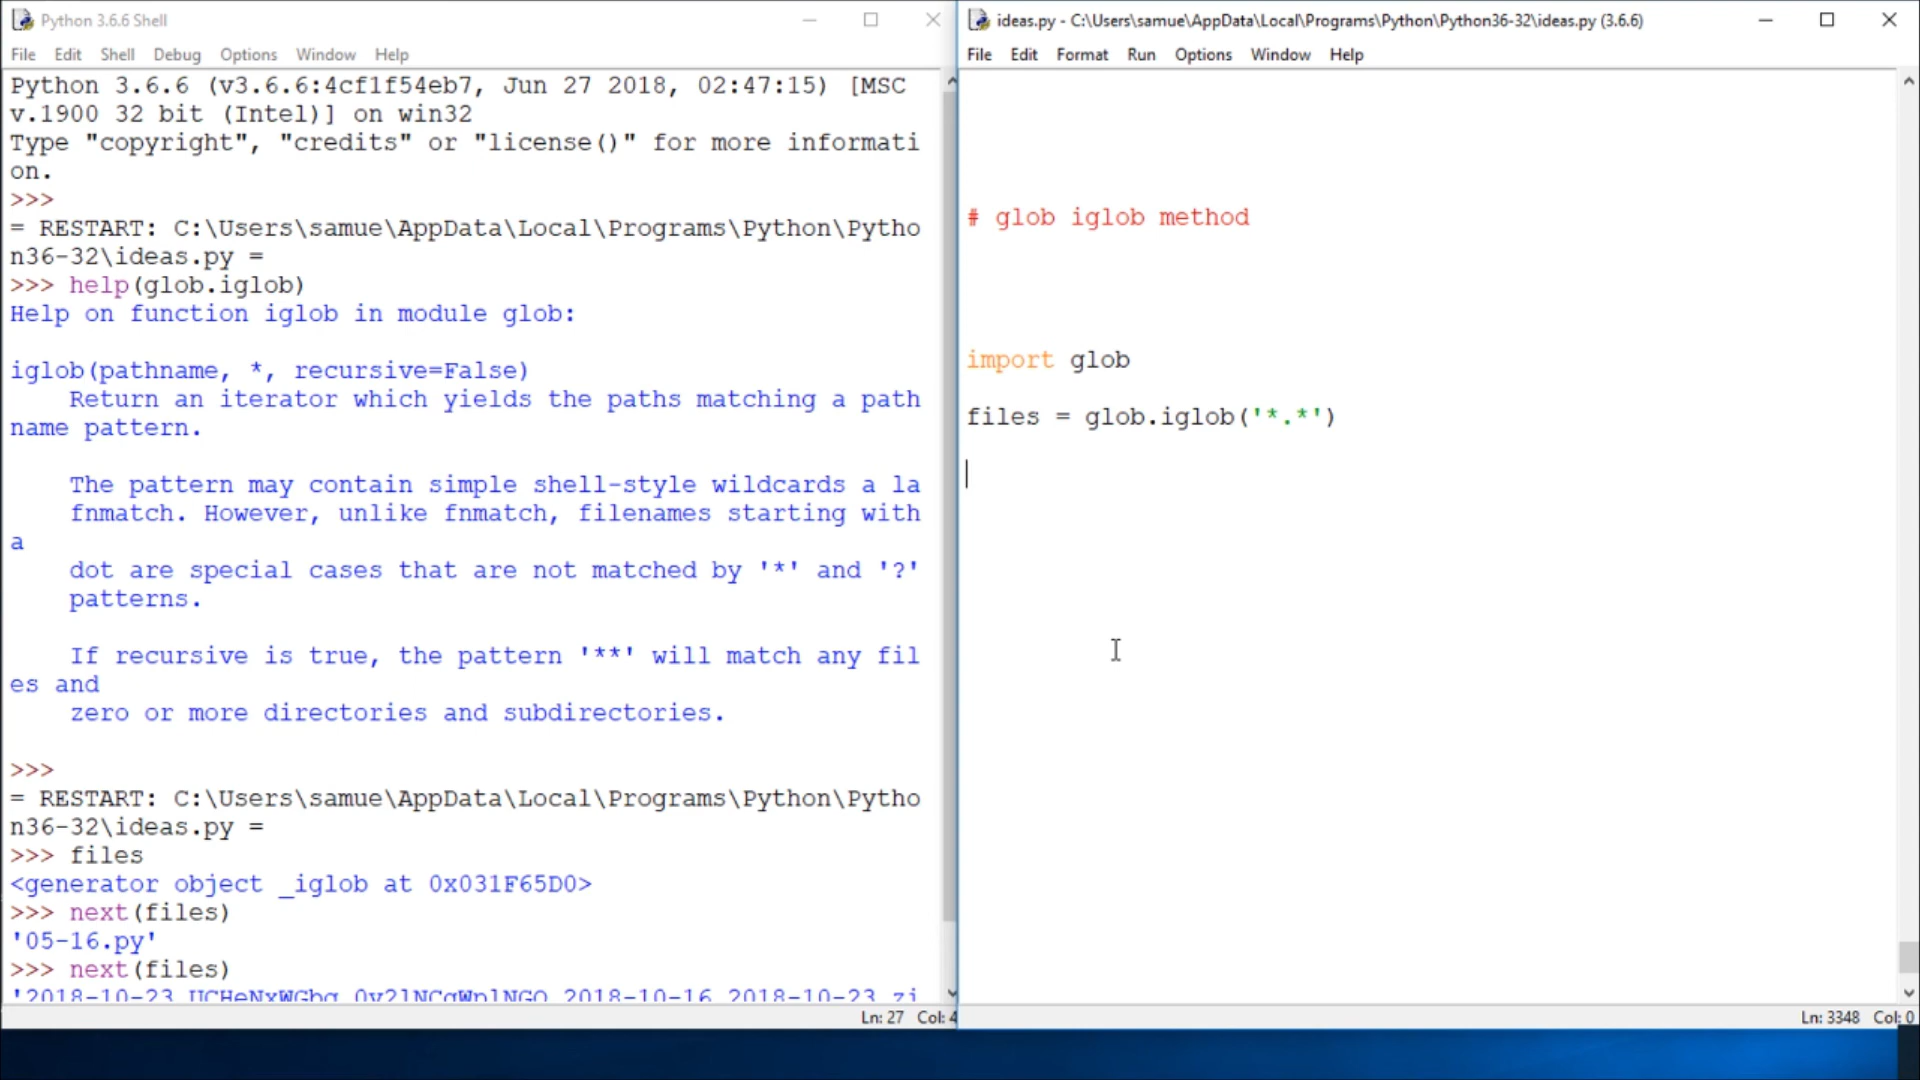 Python 3.6.6 Shell
File Edit Shell Debug Options Window Help
Python 3.6.6 (v3.6.6:4cf1f54eb7, Jun 27 2018, 02:47:15) [MSC
v.1900 32 bit (Intel)] on win32
Type "copyright", "credits" or "license()" for more informati
on.
>>>
= RESTART: C:\Users\samue\AppData\Local\Programs\Python\Pytho
n36-32\ideas.py =
>>> help(glob.iglob)
Help on function iglob in module glob:
iglob(pathname, *, recursive=False)
Return an iterator which yields the paths matching a path
name pattern.
The pattern may contain simple shell-style wildcards a la
fnmatch. However, unlike fnmatch, filenames starting with
a
dot are special cases that are not matched by '*' and '?'
patterns.
If recursive is true, the pattern '**' will match any fil
es and
zero or more directories and subdirectories.
>>>
= RESTART: C:\Users\samue\AppData\Local\Programs\Python\Pytho
n36-32\ideas.py =
>>> files
<generator object _iglob at 0x031F65D0>
>>> next(files)
'05-16.py'
>>> next(files)
Ln: 27 Col: 4
ideas.py - C:\Users\samue\AppData\Local\Programs\Python\Python36-32\ideas.py (3.6.6)
File Edit Format Run Options Window Help
# glob iglob method
import glob
files = glob.iglob('*.*')
Ln: 3348 Col: 0